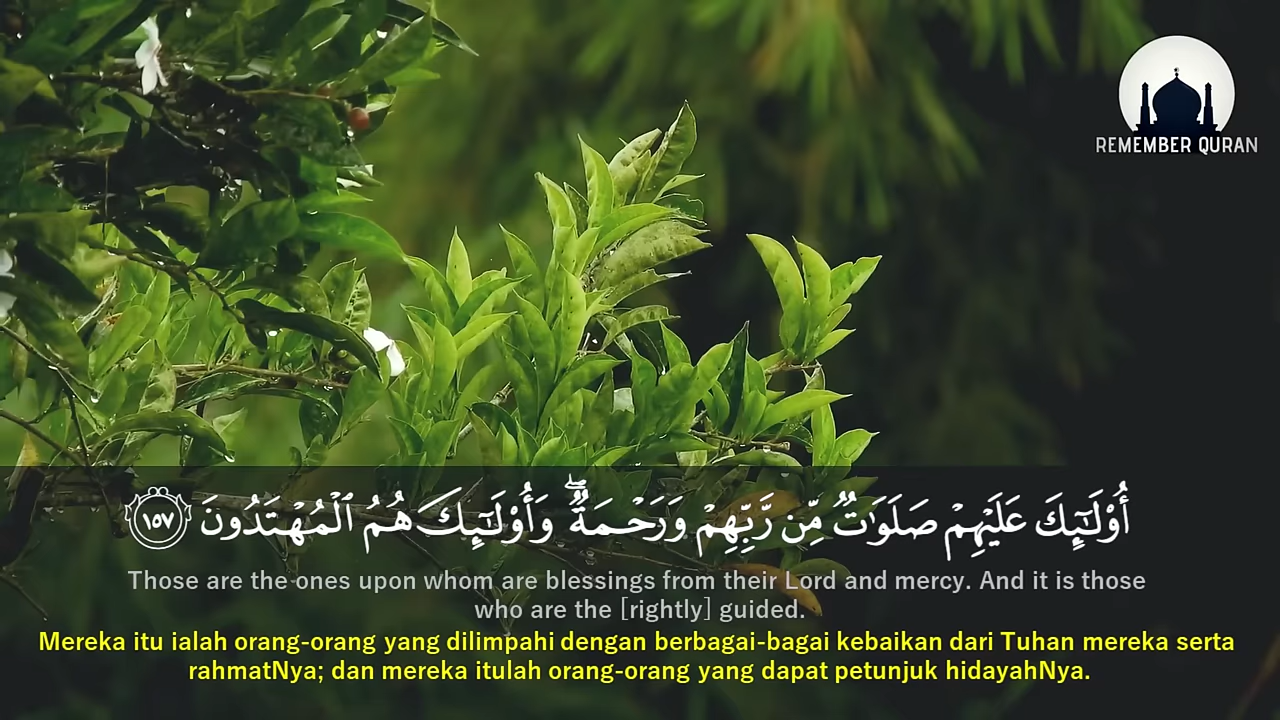 REMEMBER QURAN
أُو۟لَـٰٓئِكَ عَلَيْهِمْ صَلَوَٰتٌ مِّن رَّبِّهِمْ وَرَحْمَةٌ ۖ وَأُو۟لَـٰٓئِكَ هُمُ ٱلْمُهْتَدُونَ ١٥٧
Those are the ones upon whom are blessings from their Lord and mercy. And it is those
who are the [rightly] guided.
Mereka itu ialah orang-orang yang dilimpahi dengan berbagai-bagai kebaikan dari Tuhan mereka serta
rahmatNya; dan mereka itulah orang-orang yang dapat petunjuk hidayahNya.